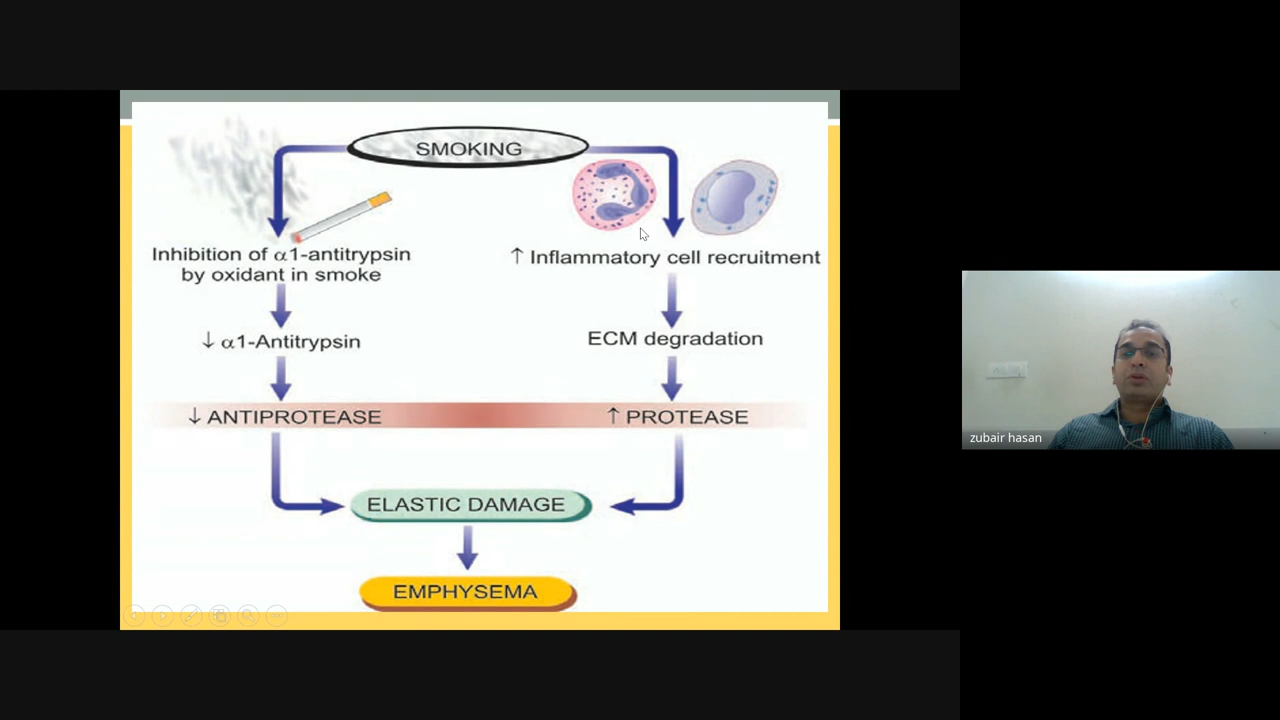 SMOKING
Inhibition of α1-antitrypsin
by oxidant in smoke
↑ Inflammatory cell recruitment
↓ α1-Antitrypsin
ECM degradation
↓ ANTIPROTEASE
↑ PROTEASE
ELASTIC DAMAGE
EMPHYSEMA
zubair hasan